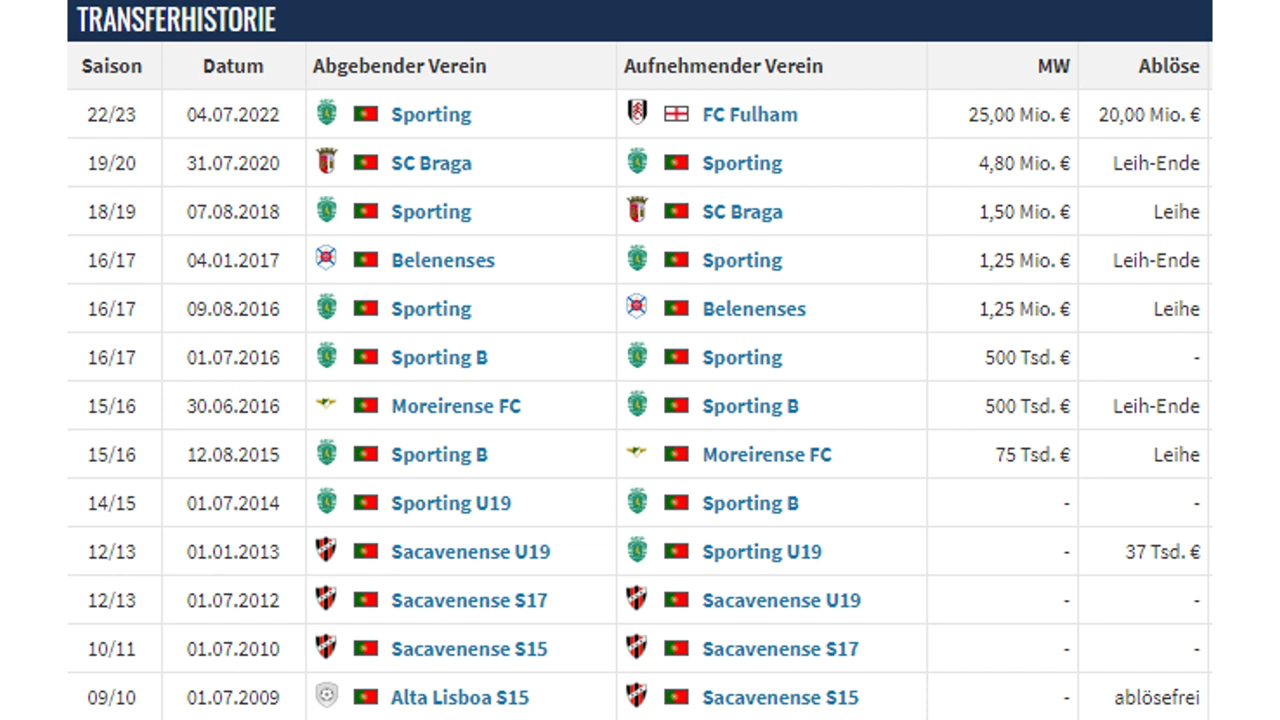 TRANSFERHISTORIE
Saison Datum Abgebender Verein Aufnehmender Verein MW Ablöse
22/23 04.07.2022 Sporting FC Fulham 25,00 Mio. € 20,00 Mio. €
19/20 31.07.2020 SC Braga Sporting 4,80 Mio. € Leih-Ende
18/19 07.08.2018 Sporting SC Braga 1,50 Mio. € Leihe
16/17 04.01.2017 Belenenses Sporting 1,25 Mio. € Leih-Ende
16/17 09.08.2016 Sporting Belenenses 1,25 Mio. € Leihe
16/17 01.07.2016 Sporting B Sporting 500 Tsd. € -
15/16 30.06.2016 Moreirense FC Sporting B 500 Tsd. € Leih-Ende
15/16 12.08.2015 Sporting B Moreirense FC 75 Tsd. € Leihe
14/15 01.07.2014 Sporting U19 Sporting B - -
12/13 01.01.2013 Sacavenense U19 Sporting U19 - 37 Tsd. €
12/13 01.07.2012 Sacavenense S17 Sacavenense U19 - -
10/11 01.07.2010 Sacavenense S15 Sacavenense S17 - -
09/10 01.07.2009 Alta Lisboa S15 Sacavenense S15 - ablösefrei